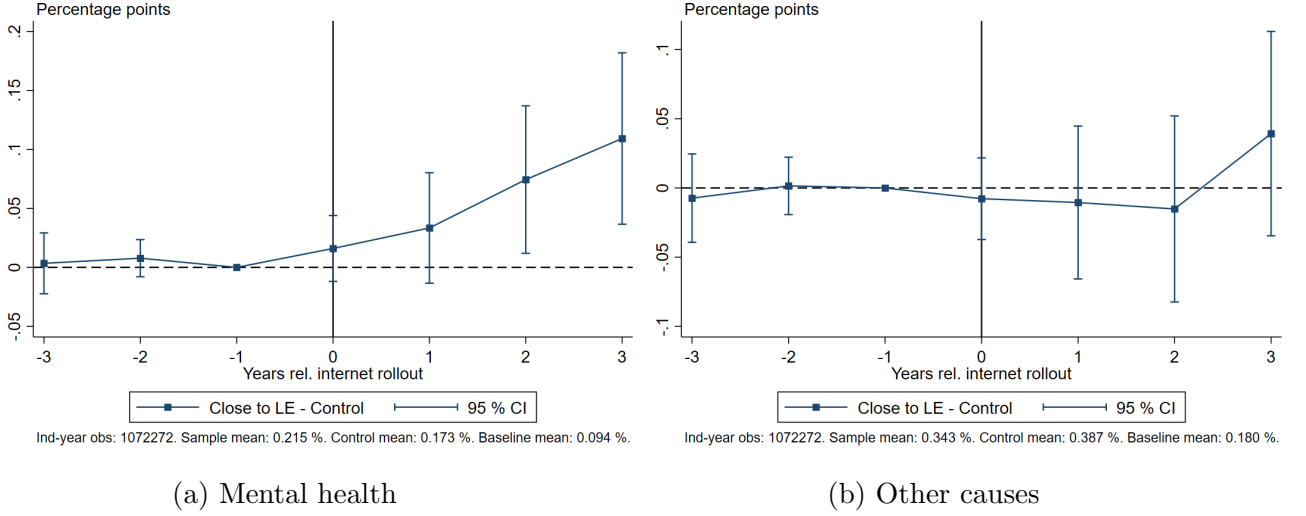 Percentage points
.2
.15
.1
.05
0
-.05
-3 -2 -1 0 1 2 3
Years rel. internet rollout
Close to LE - Control 95 % CI
Ind-year obs: 1072272. Sample mean: 0.215 %. Control mean: 0.173 %. Baseline mean: 0.094 %.
(a) Mental health
Percentage points
.1
.05
0
-.05
-.1
-3 -2 -1 0 1 2 3
Years rel. internet rollout
Close to LE - Control 95 % CI
Ind-year obs: 1072272. Sample mean: 0.343 %. Control mean: 0.387 %. Baseline mean: 0.180 %.
(b) Other causes